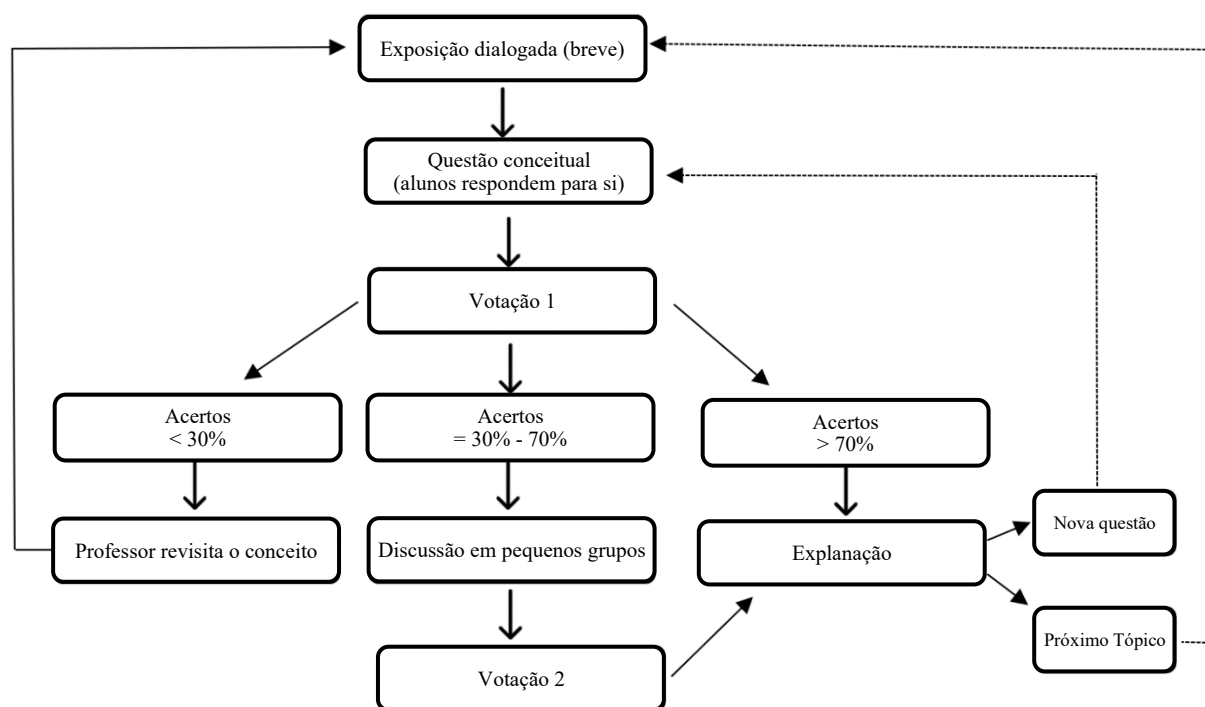 Exposição dialogada (breve)
Questão conceitual
(alunos respondem para si)
Votação 1
Acertos
< 30%
Acertos
= 30% - 70%
Acertos
> 70%
Professor revisita o conceito
Discussão em pequenos grupos
Explanação
Nova questão
Próximo Tópico
Votação 2